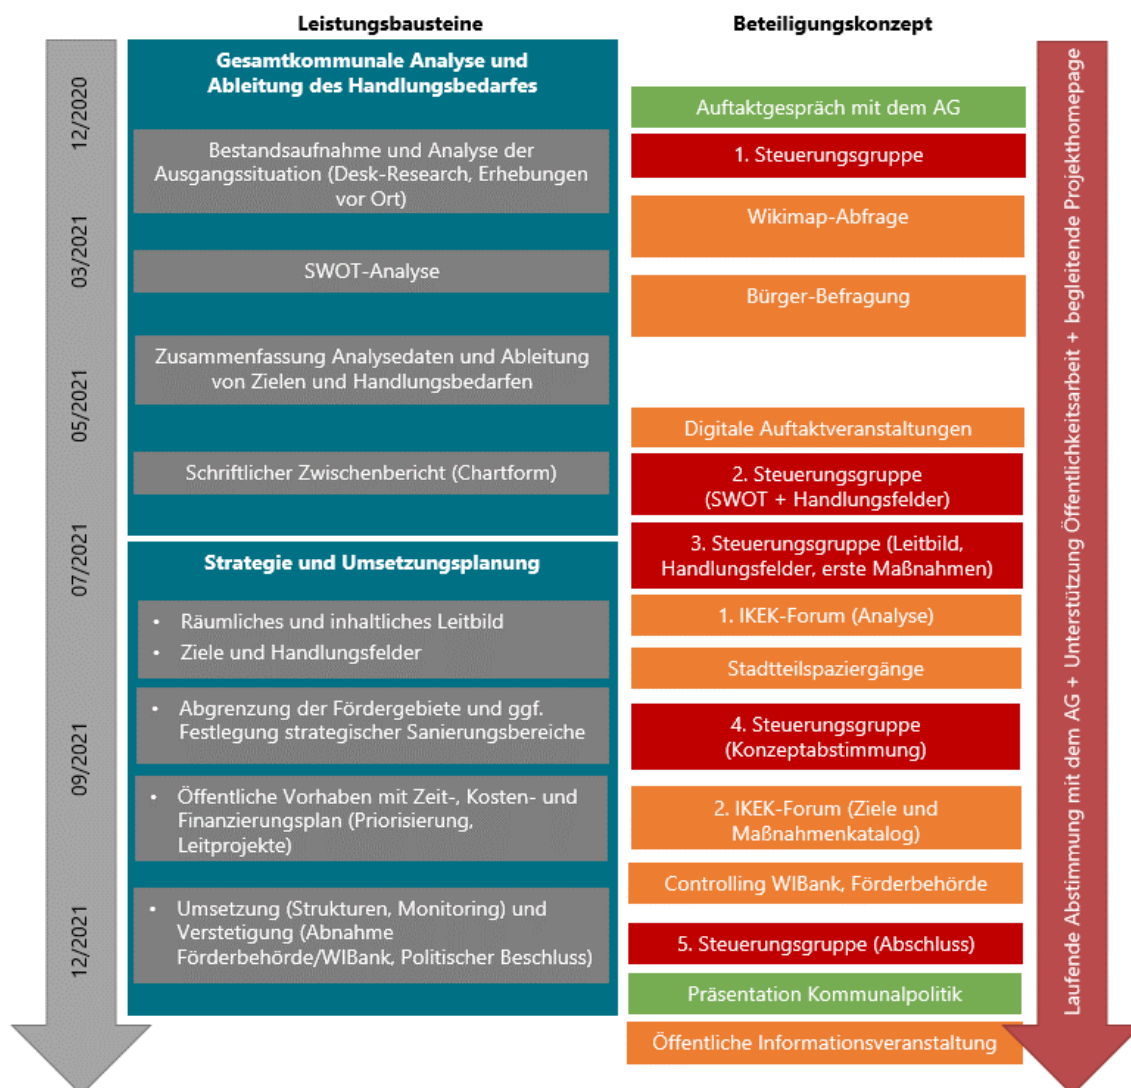 Leistungsbausteine
Beteiligungskonzept
12/2020
03/2021
05/2021
07/2021
09/2021
12/2021
Gesamtkommunale Analyse und
Ableitung des Handlungsbedarfes
Bestandsaufnahme und Analyse der
Ausgangssituation (Desk-Research, Erhebungen
vor Ort)
SWOT-Analyse
Zusammenfassung Analysedaten und Ableitung
von Zielen und Handlungsbedarfen
Schriftlicher Zwischenbericht (Chartform)
Strategie und Umsetzungsplanung
• Räumliches und inhaltliches Leitbild
• Ziele und Handlungsfelder
• Abgrenzung der Fördergebiete und ggf.
Festlegung strategischer Sanierungsbereiche
• Öffentliche Vorhaben mit Zeit-, Kosten- und
Finanzierungsplan (Priorisierung,
Leitprojekte)
• Umsetzung (Strukturen, Monitoring) und
Verstetigung (Abnahme
Förderbehörde/WIBank, Politischer Beschluss)
Auftaktgespräch mit dem AG
1. Steuerungsgruppe
Wikimap-Abfrage
Bürger-Befragung
Digitale Auftaktveranstaltungen
2. Steuerungsgruppe
(SWOT + Handlungsfelder)
3. Steuerungsgruppe (Leitbild,
Handlungsfelder, erste Maßnahmen)
1. IKEK-Forum (Analyse)
Stadtteilspaziergänge
4. Steuerungsgruppe
(Konzeptabstimmung)
2. IKEK-Forum (Ziele und
Maßnahmenkatalog)
Controlling WIBank, Förderbehörde
5. Steuerungsgruppe (Abschluss)
Präsentation Kommunalpolitik
Öffentliche Informationsveranstaltung
Laufende Abstimmung mit dem AG + Unterstützung Öffentlichkeitsarbeit + begleitende Projekthomepage